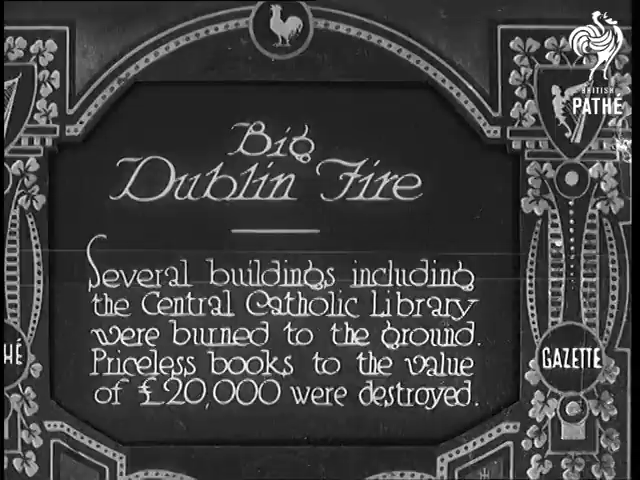 BRITISH
PATHÉ
Big
Dublin Fire
Several buildings including
the Central Catholic Library
were burned to the ground.
Priceless books to the value
of £20,000 were destroyed.
HÉ
GAZETTE